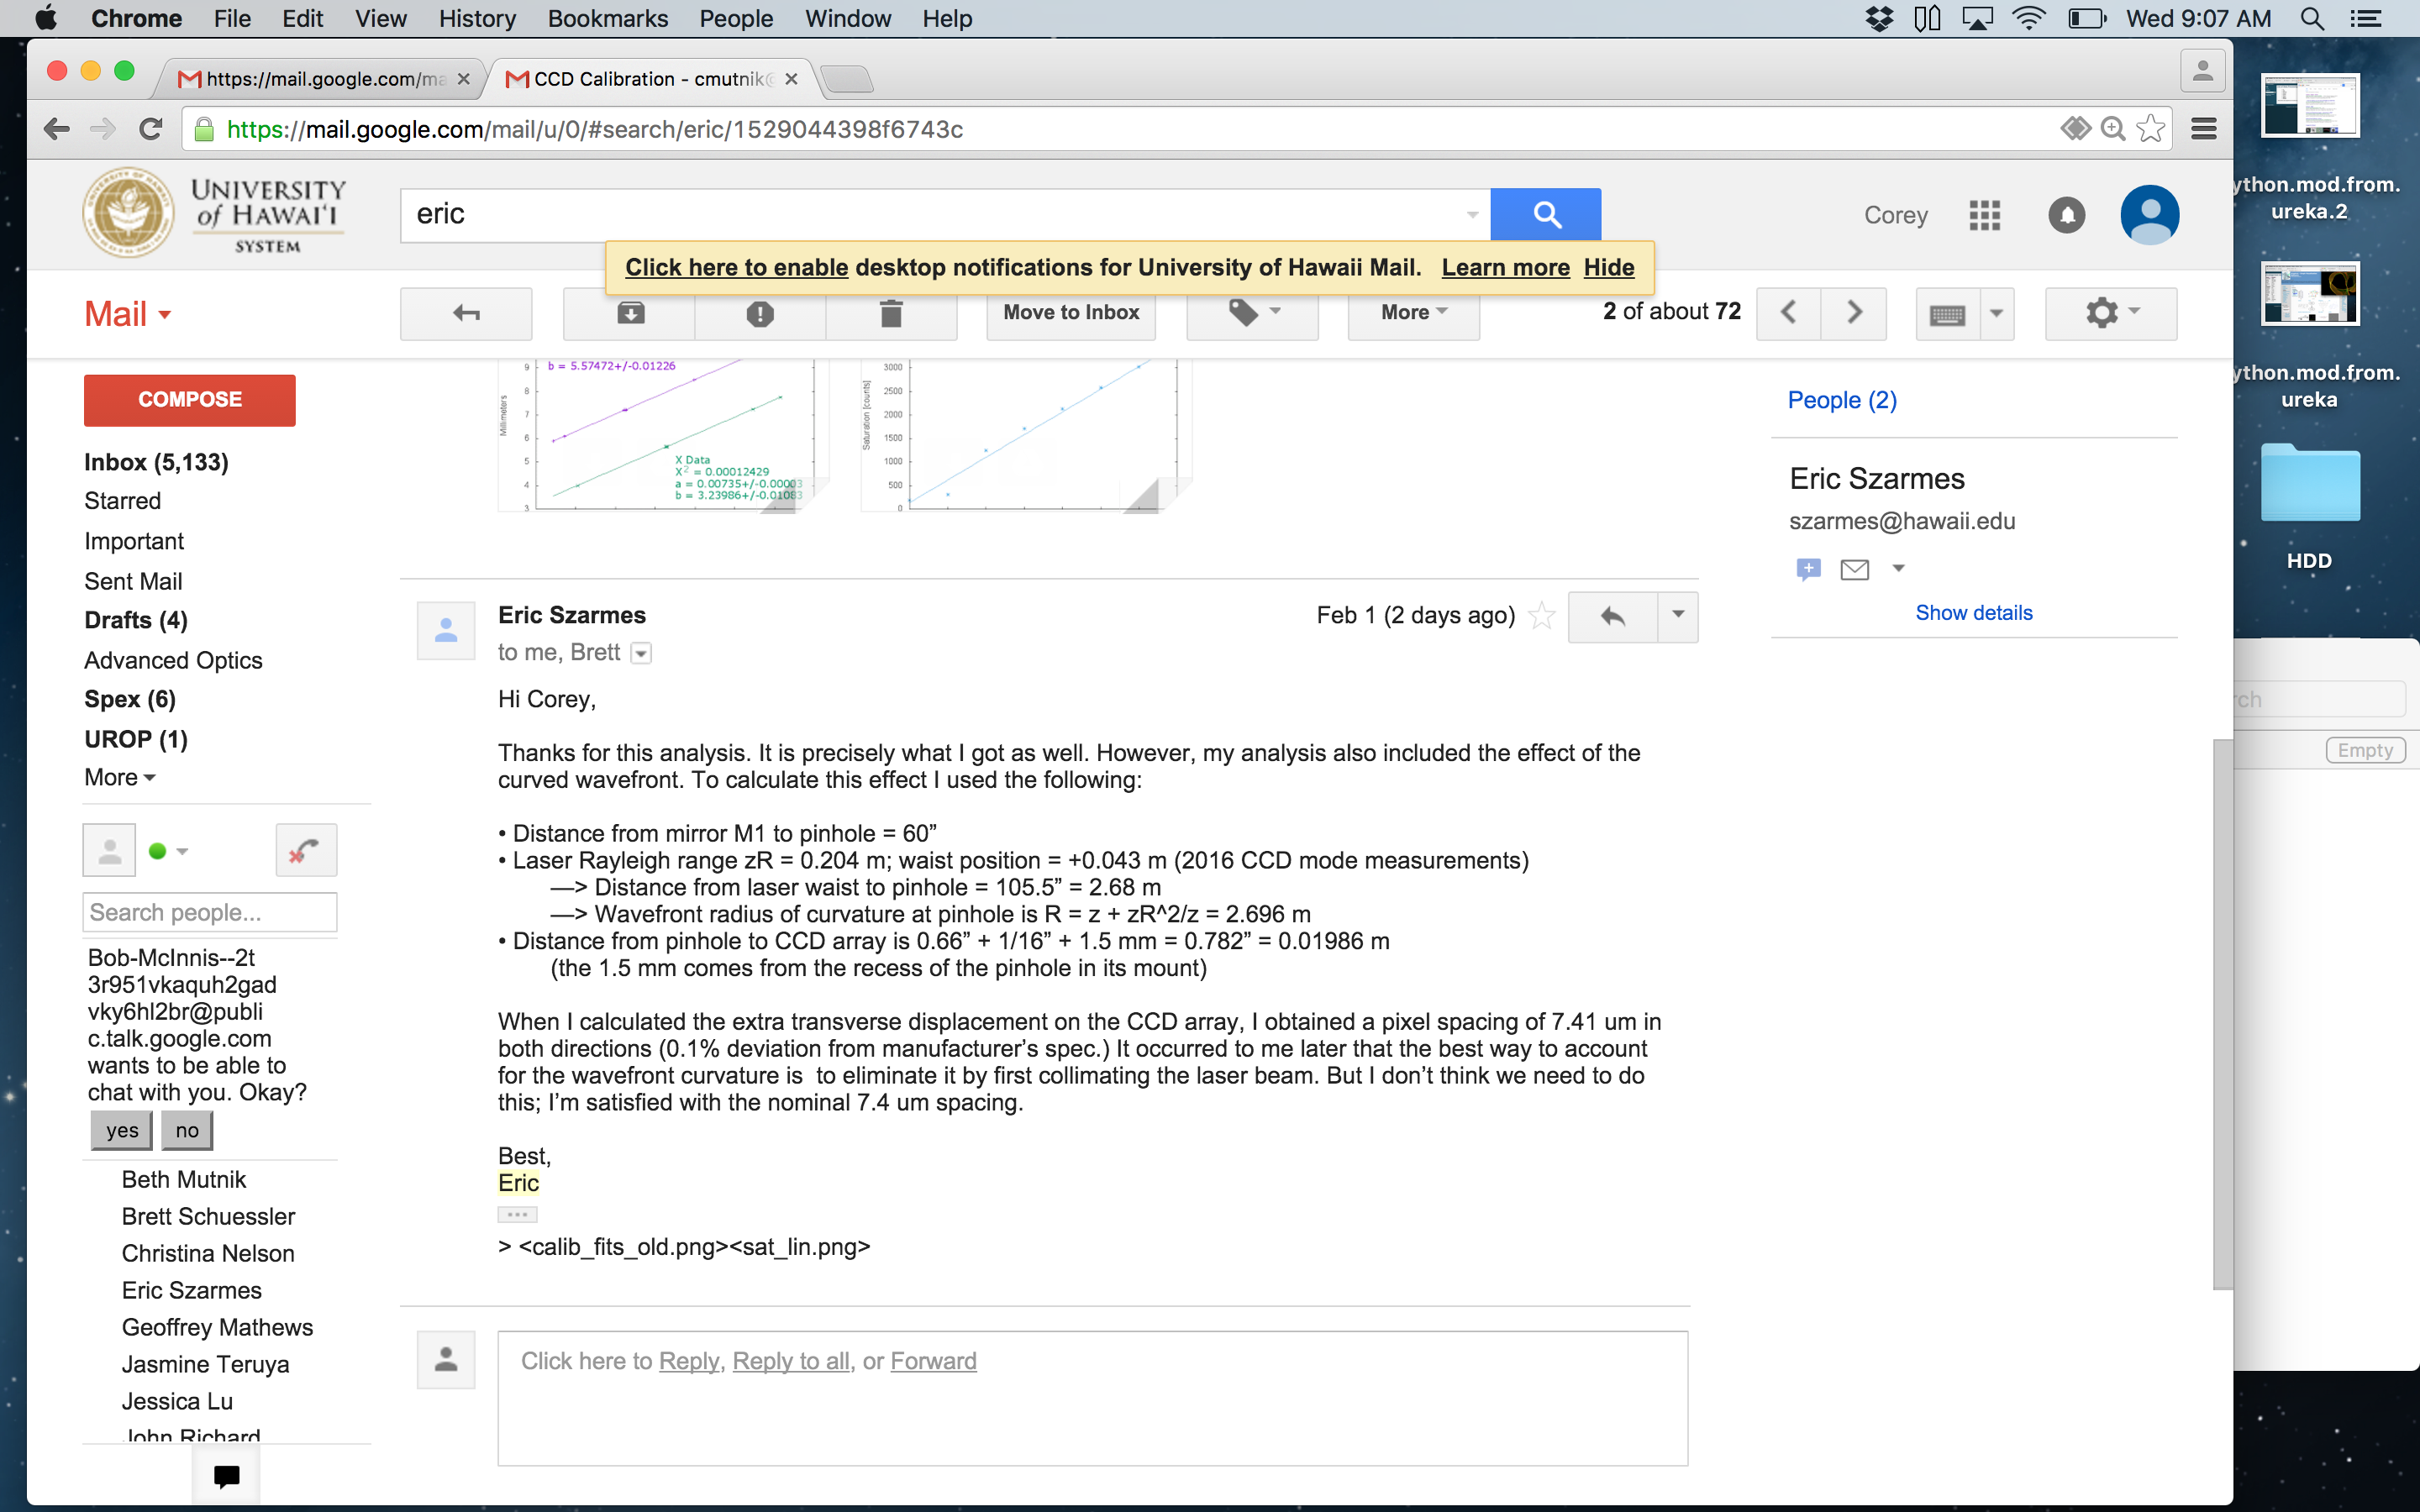 Chrome File Edit View History Bookmarks People Window Help Wed 9:07 AM
https://mail.google.com/ma
CCD Calibration - cmutnik@
https://mail.google.com/mail/u/0/#search/eric/1529044398f6743c
UNIVERSITY
of HAWAI'I
SYSTEM
eric
Corey
Click here to enable desktop notifications for University of Hawaii Mail. Learn more Hide
Mail
Move to Inbox
More
2 of about 72
COMPOSE
Inbox (5,133)
Starred
Important
Sent Mail
Drafts (4)
Advanced Optics
Spex (6)
UROP (1)
More
Search people...
Bob-McInnis--2t
3r951vkaquh2gad
vky6hl2br@publi
c.talk.google.com
wants to be able to
chat with you. Okay?
yes no
Beth Mutnik
Brett Schuessler
Christina Nelson
Eric Szarmes
Geoffrey Mathews
Jasmine Teruya
Jessica Lu
John Richard
Millimeters
9
8
7
6
5
4
3
b = 5.57472+/-0.01226
X Data
X² = 0.00012429
a = 0.00735+/-0.00003
b = 3.23986+/-0.01083
Saturation [counts]
3000
2500
2000
1500
1000
500
0
Eric Szarmes
Feb 1 (2 days ago)
to me, Brett
Hi Corey,
Thanks for this analysis. It is precisely what I got as well. However, my analysis also included the effect of the
curved wavefront. To calculate this effect I used the following:
• Distance from mirror M1 to pinhole = 60”
• Laser Rayleigh range zR = 0.204 m; waist position = +0.043 m (2016 CCD mode measurements)
—> Distance from laser waist to pinhole = 105.5” = 2.68 m
—> Wavefront radius of curvature at pinhole is R = z + zR^2/z = 2.696 m
• Distance from pinhole to CCD array is 0.66” + 1/16” + 1.5 mm = 0.782” = 0.01986 m
(the 1.5 mm comes from the recess of the pinhole in its mount)
When I calculated the extra transverse displacement on the CCD array, I obtained a pixel spacing of 7.41 um in
both directions (0.1% deviation from manufacturer’s spec.) It occurred to me later that the best way to account
for the wavefront curvature is  to eliminate it by first collimating the laser beam. But I don’t think we need to do
this; I’m satisfied with the nominal 7.4 um spacing.
Best,
Eric
> <calib_fits_old.png><sat_lin.png>
Click here to Reply, Reply to all, or Forward
People (2)
Eric Szarmes
szarmes@hawaii.edu
Show details
ython.mod.from.
ureka.2
ython.mod.from.
ureka
HDD
rch
Empty